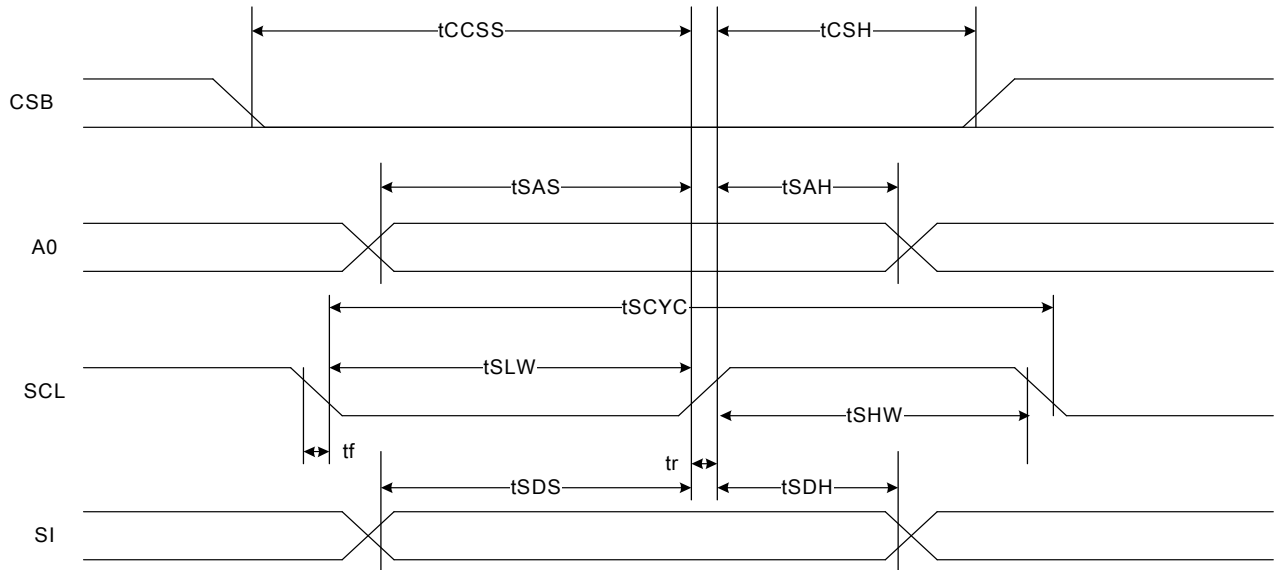 tCCSS tCSH
CSB
tSAS tSAH
A0
tSCYC
tSLW
SCL
tSHW
tf tr
tSDS tSDH
SI